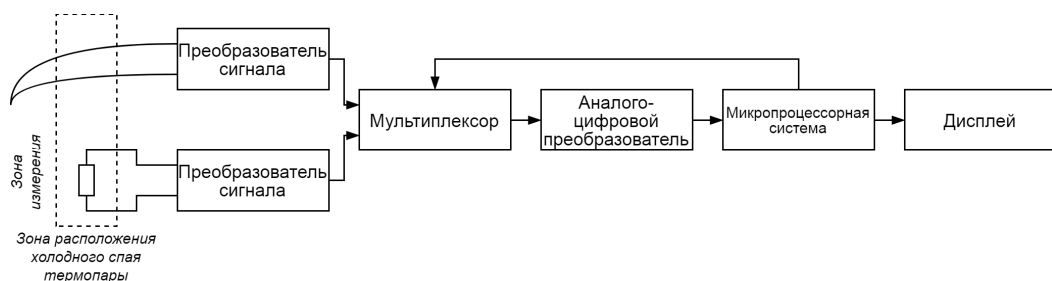 Преобразователь
сигнала
Мультиплексор
Аналого-
цифровой
преобразователь
Микропроцессорная
система
Дисплей
Зона
измерения
Преобразователь
сигнала
Зона расположения
холодного спая
термопары